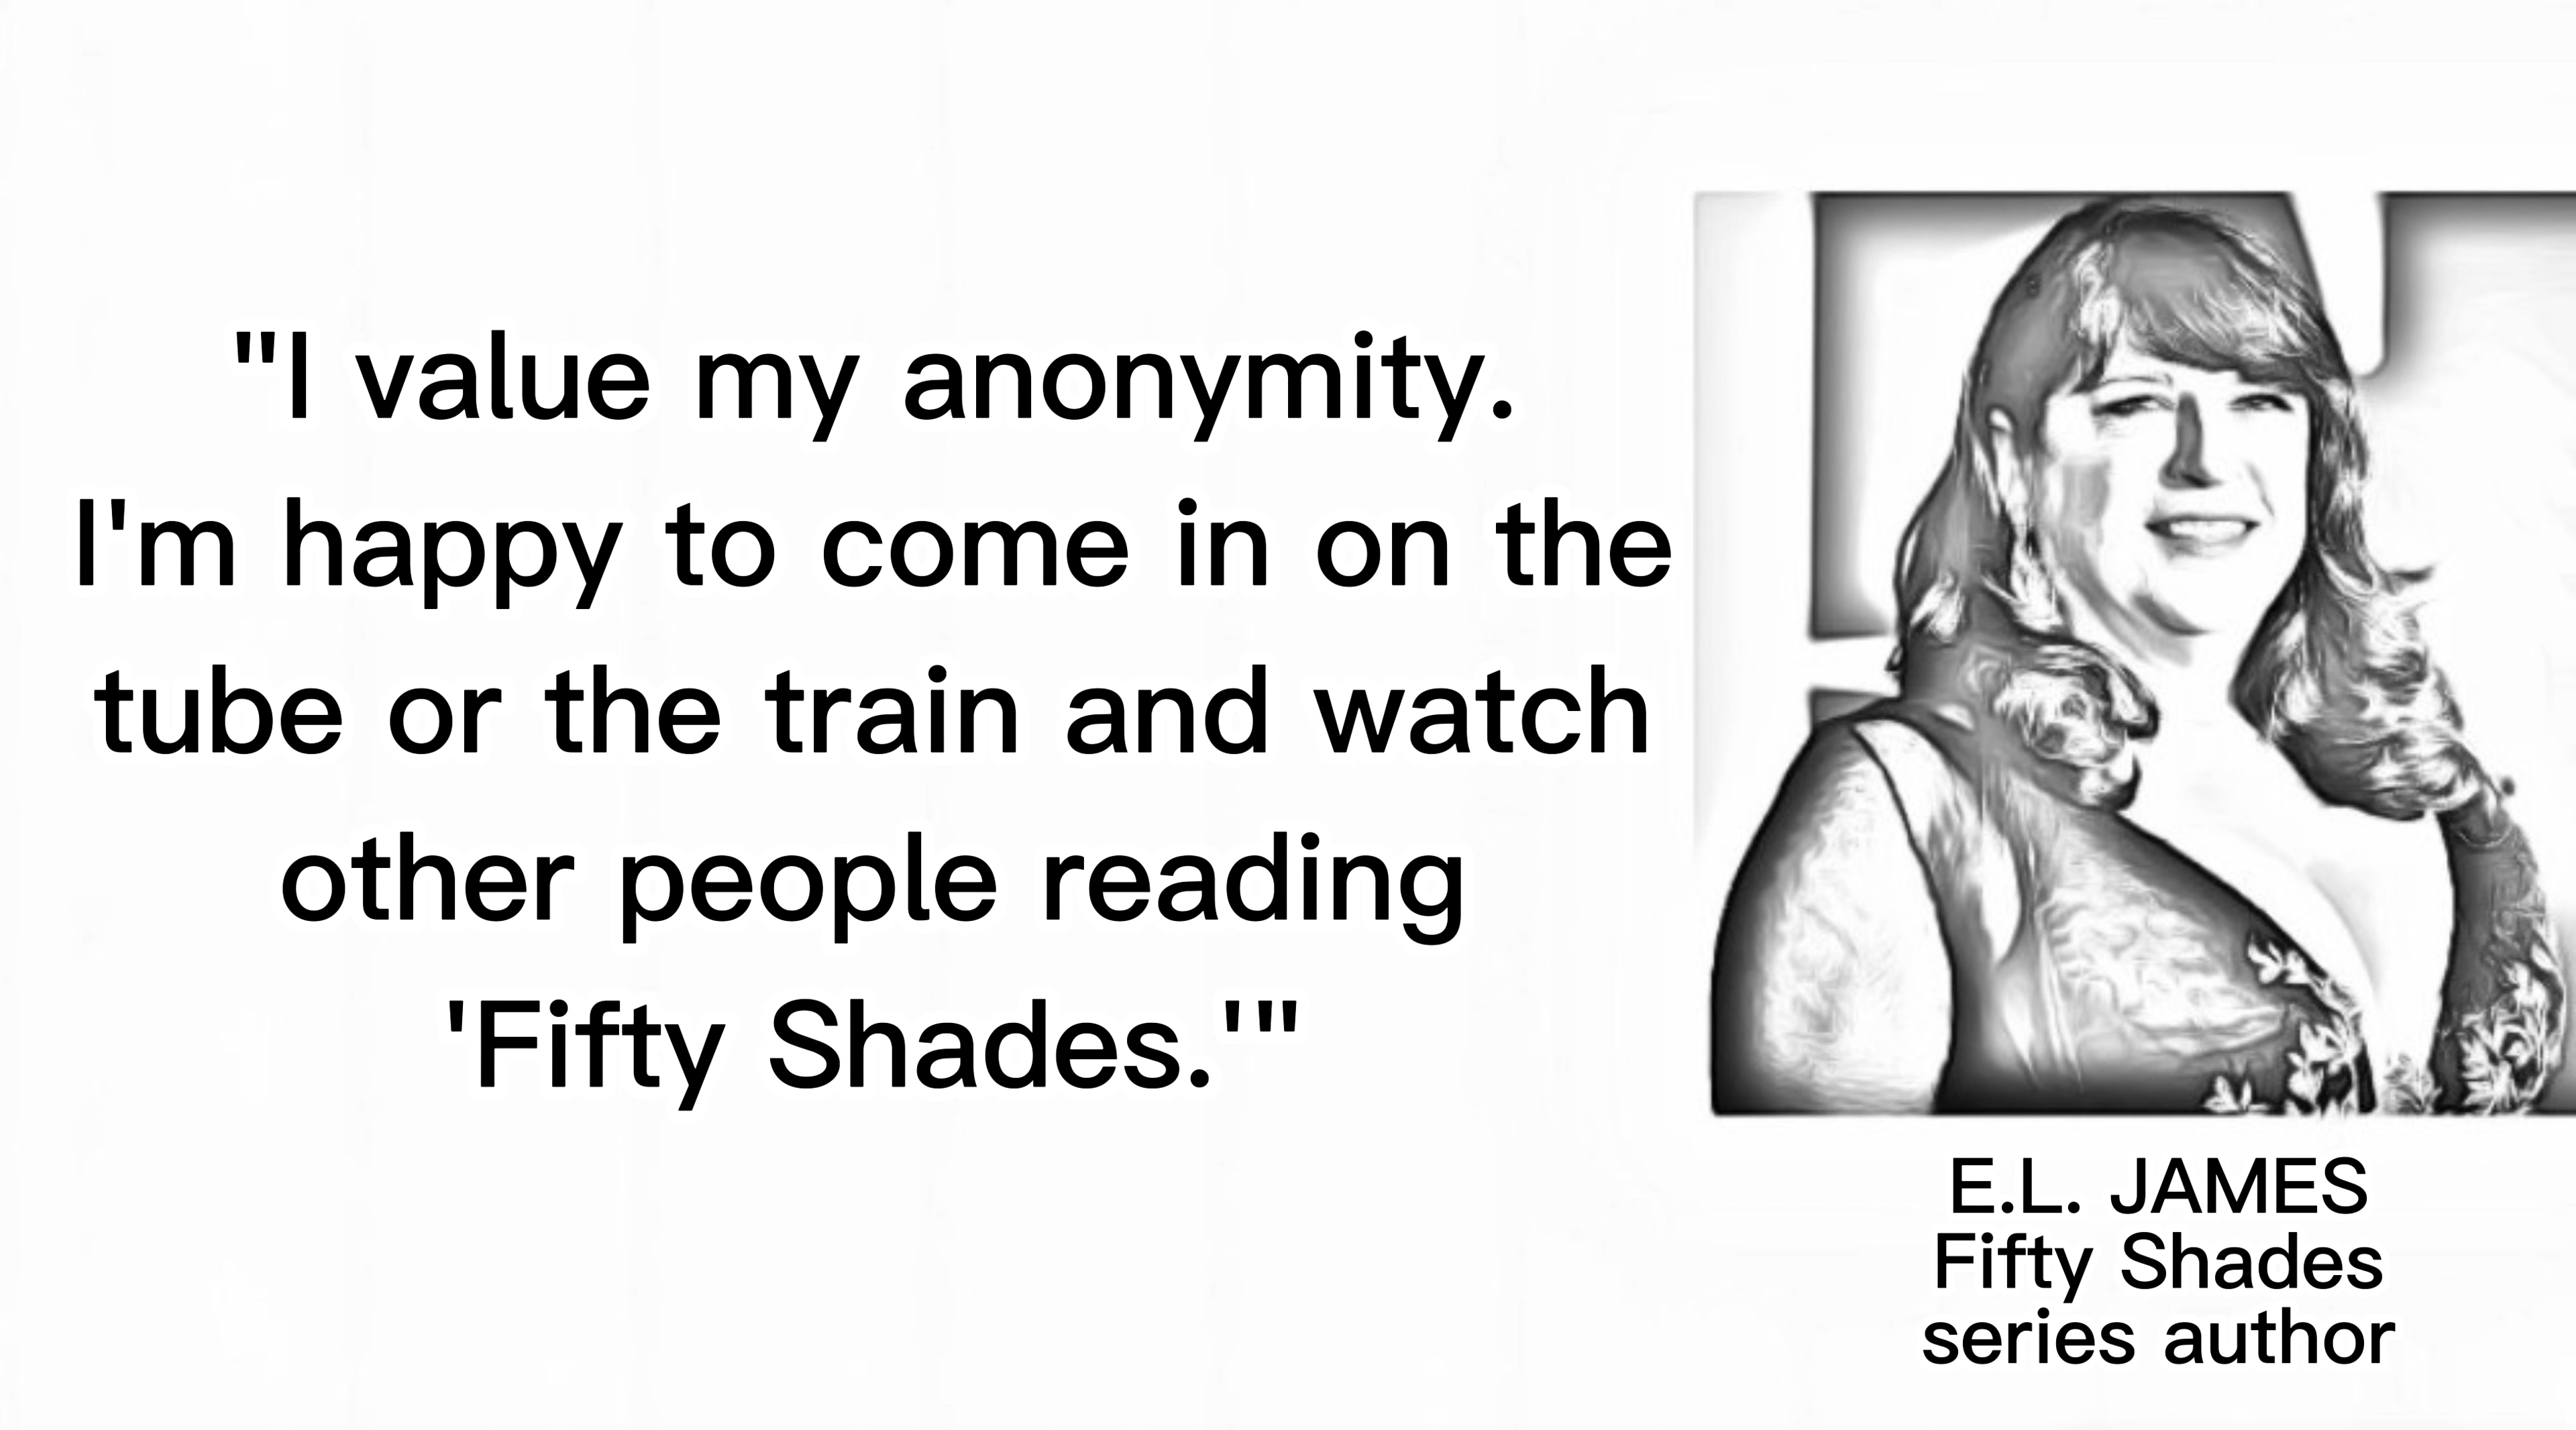 "I value my anonymity.
I'm happy to come in on the
tube or the train and watch
other people reading
'Fifty Shades.'"
E.L. JAMES
Fifty Shades
series author